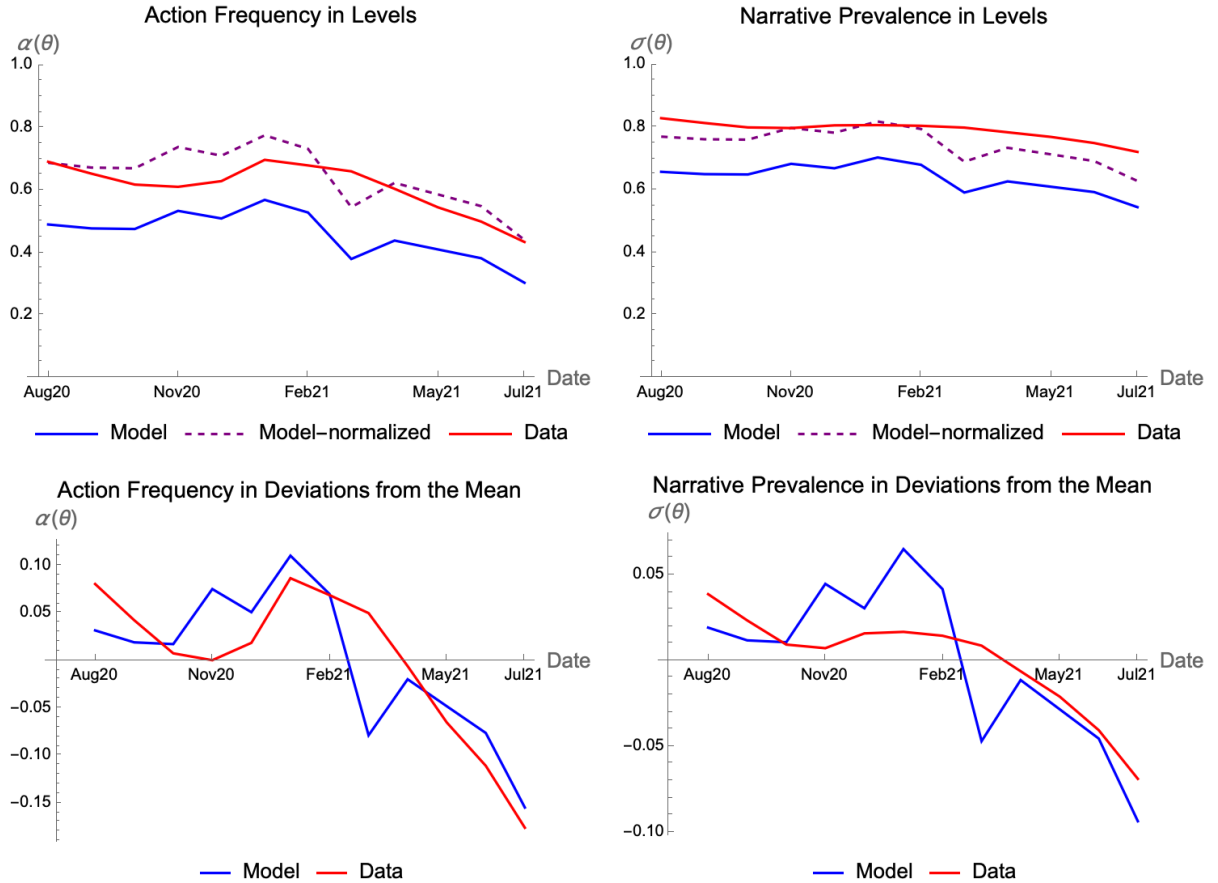 Action Frequency in Levels
α(θ)
1.0
0.8
0.6
0.4
0.2
Aug20 Nov20 Feb21 May21 Jul21 Date
Model Model-normalized Data
Narrative Prevalence in Levels
σ(θ)
1.0
0.8
0.6
0.4
0.2
Aug20 Nov20 Feb21 May21 Jul21 Date
Model Model-normalized Data
Action Frequency in Deviations from the Mean
α(θ)
0.10
0.05
Aug20 Nov20 Feb21 May21 Jul21 Date
-0.05
-0.10
-0.15
Model Data
Narrative Prevalence in Deviations from the Mean
σ(θ)
0.05
Aug20 Nov20 Feb21 May21 Jul21 Date
-0.05
-0.10
Model Data